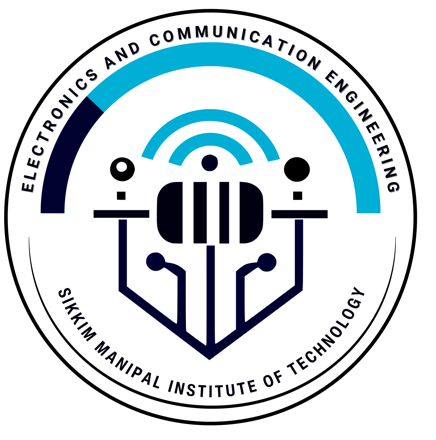 ELECTRONICS AND COMMUNICATION ENGINEERING
SIKKIM MANIPAL INSTITUTE OF TECHNOLOGY